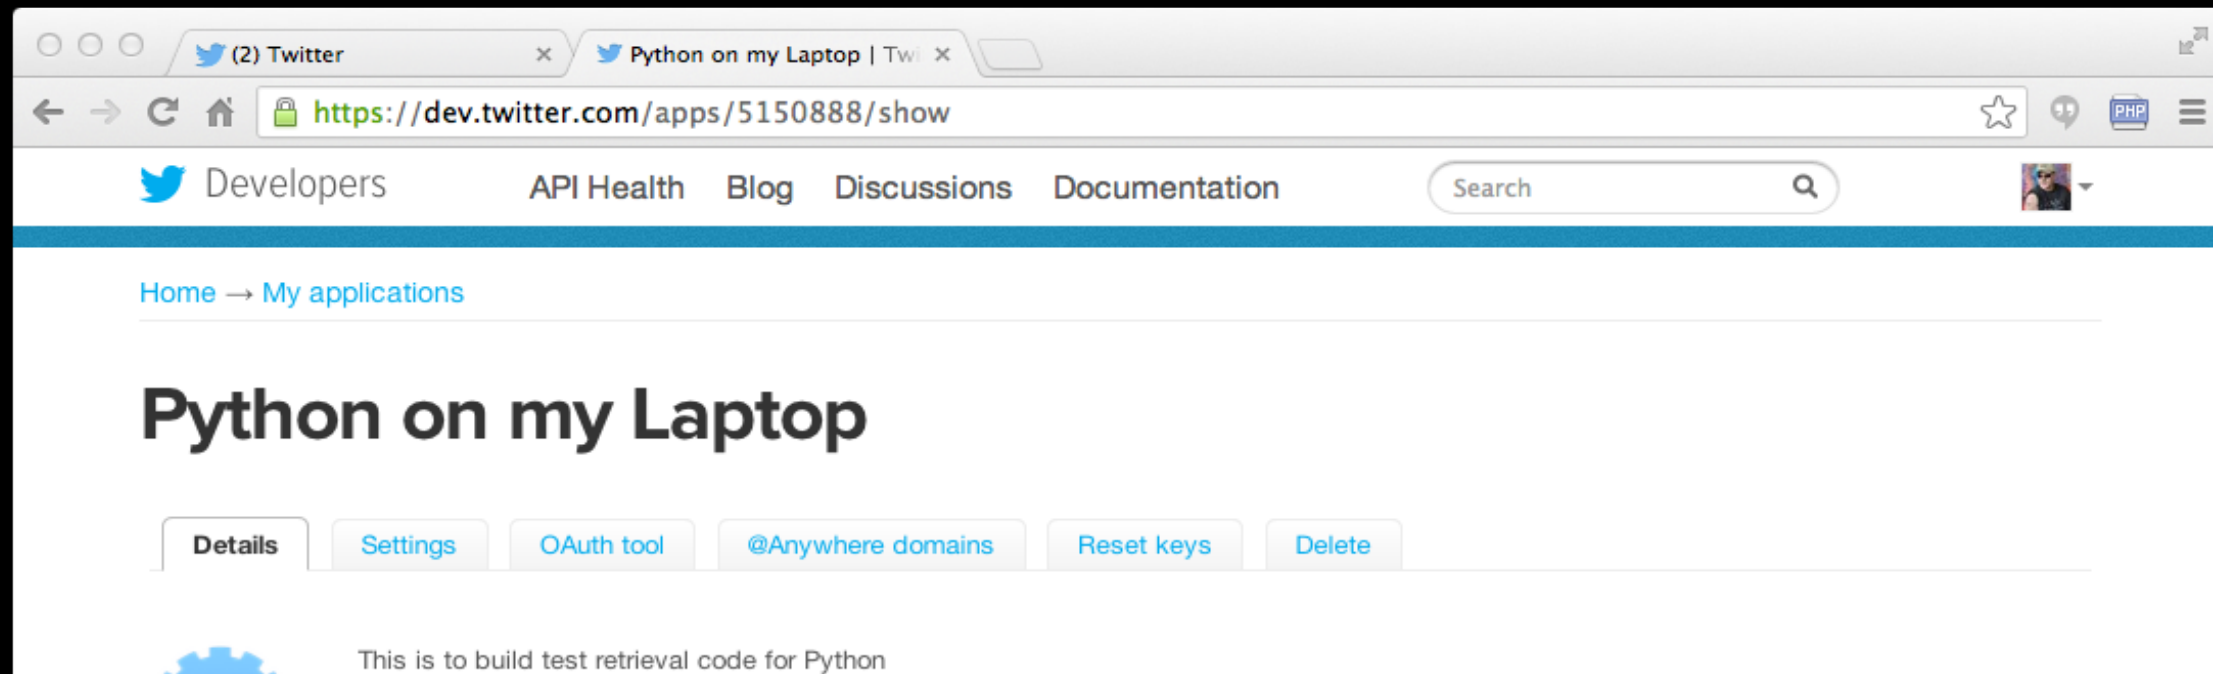 (2) Twitter
Python on my Laptop | Twi
https://dev.twitter.com/apps/5150888/show
PHP
Developers API Health Blog Discussions Documentation Search
Home → My applications
Python on my Laptop
Details Settings OAuth tool @Anywhere domains Reset keys Delete
This is to build test retrieval code for Python